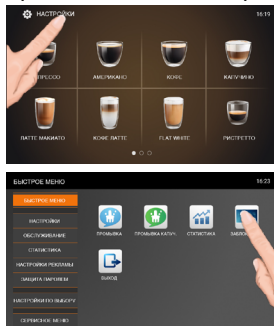 НАСТРОЙКИ 16:19
АМЕРИКАНО КОФЕ КАПУЧИНО
ЛАТТЕ МАКИАТО КОФЕ ЛАТТЕ FLAT WHITE РИСТРЕТТО
БЫСТРОЕ МЕНЮ 16:23
БЫСТРОЕ МЕНЮ
НАСТРОЙКИ
ОБСЛУЖИВАНИЕ
СТАТИСТИКА
НАСТРОЙКИ РЕКЛАМЫ
ЗАЩИТА ПАРОЛЕМ
НАСТРОЙКИ ПО ВЫБОРУ
СЕРВИСНОЕ МЕНЮ
ПРОМЫВКА ПРОМЫВКА КАПУЧ. СТАТИСТИКА
ВЫХОД